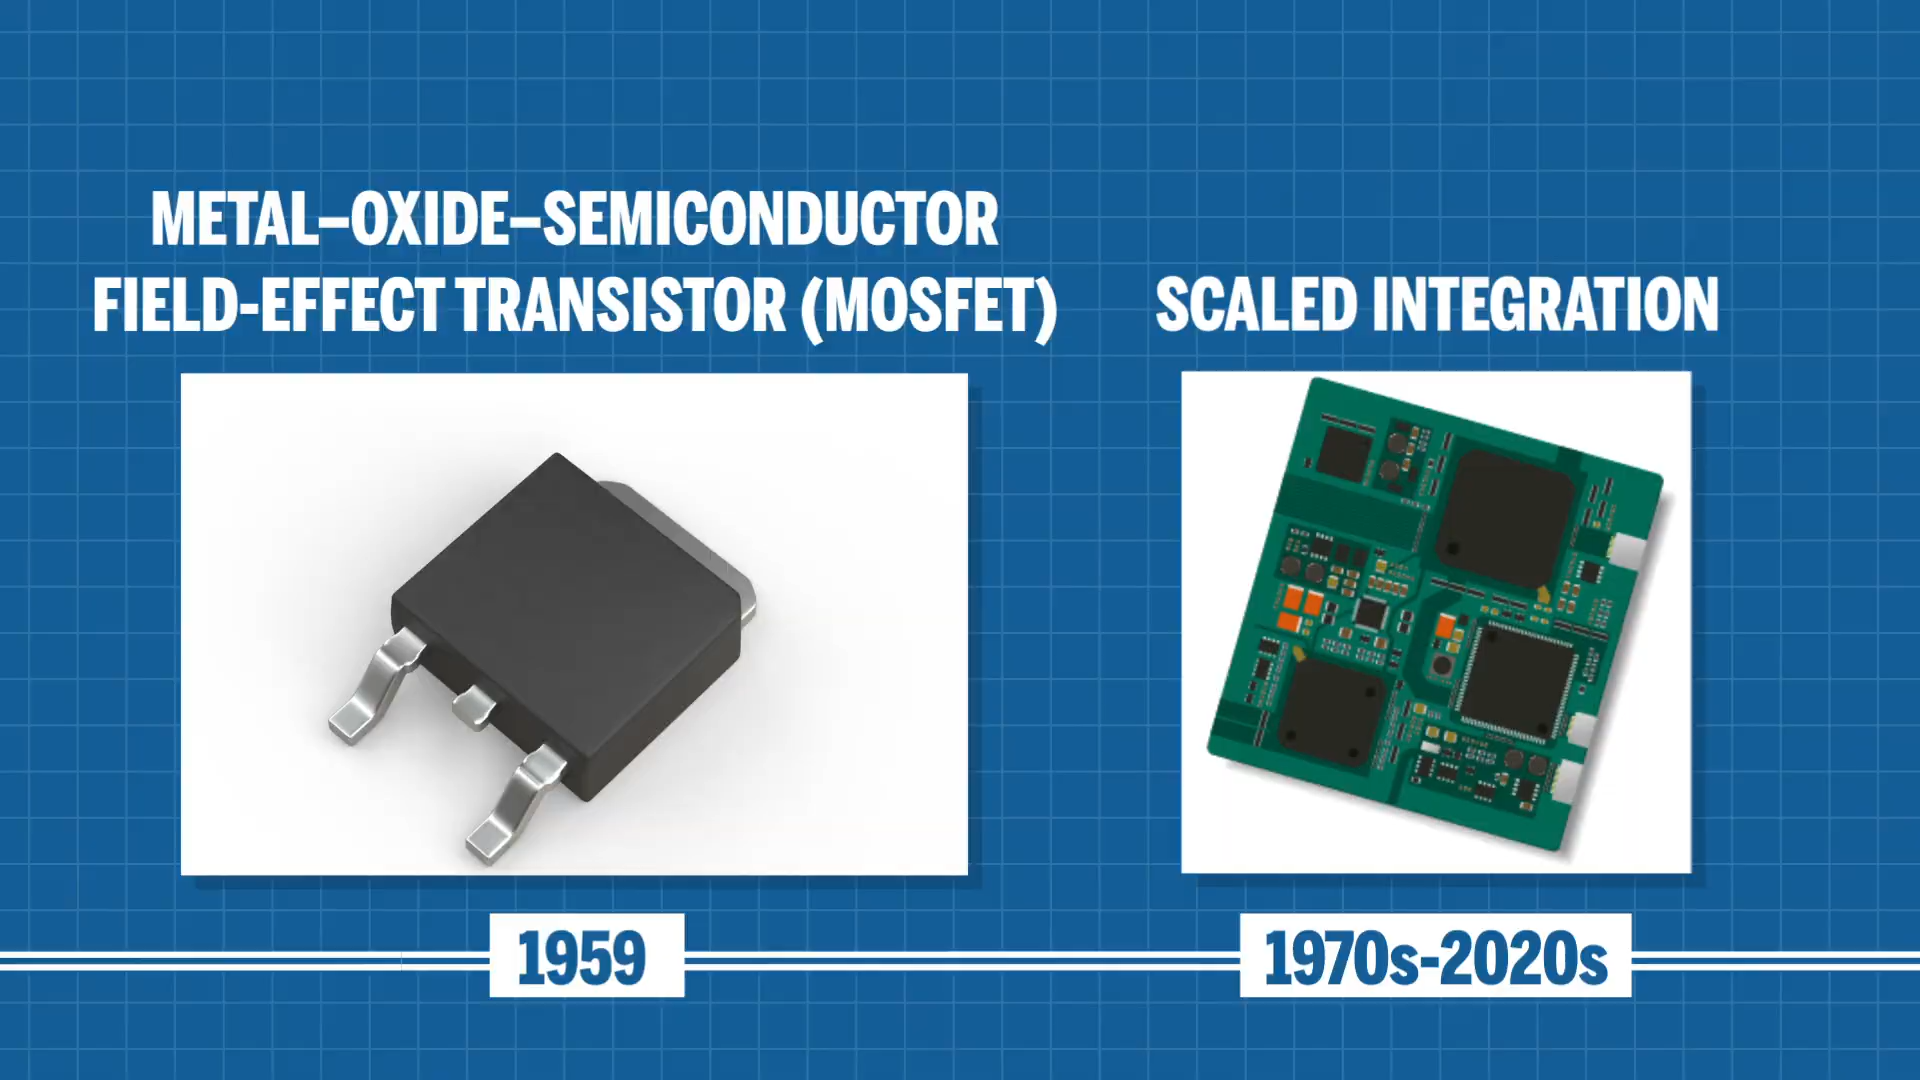 METAL–OXIDE–SEMICONDUCTOR
FIELD-EFFECT TRANSISTOR (MOSFET)
SCALED INTEGRATION
1959
1970s-2020s